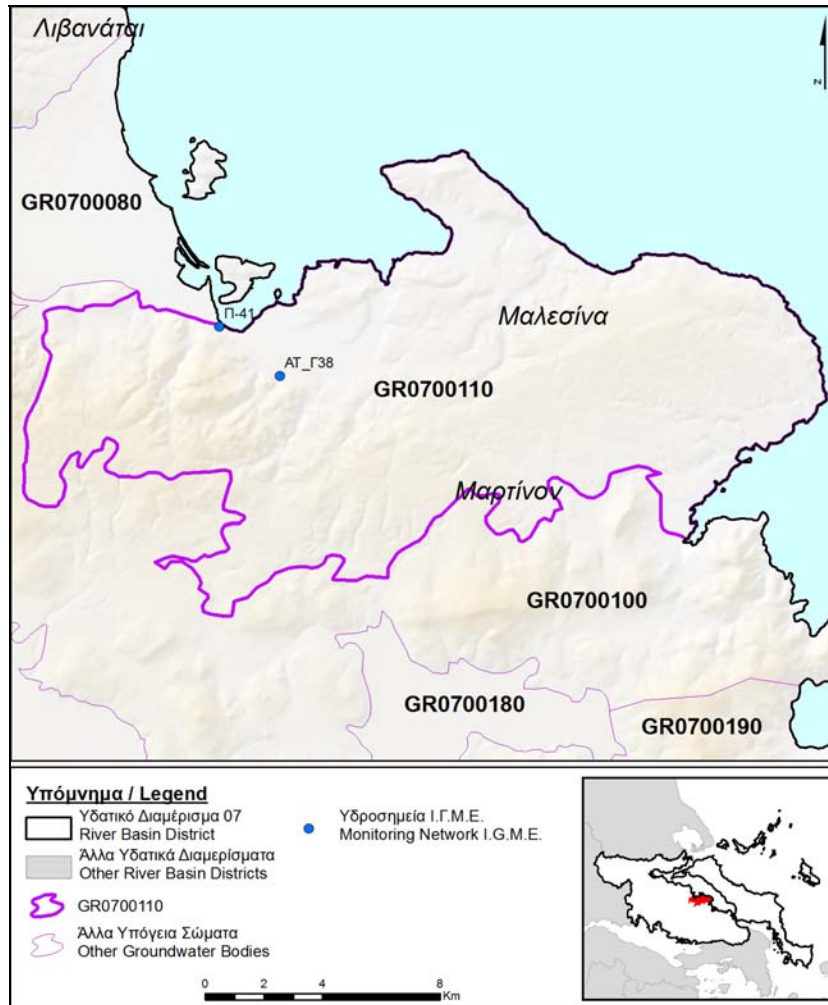 Λιβανάται
z
GR0700080
Π-41
Μαλεσίνα
ΑΤ_Γ38
GR0700110
Μαρτίνον
GR0700100
GR0700180
GR0700190
Υπόμνημα / Legend
Υδατικό Διαμέρισμα 07
River Basin District
Άλλα Υδατικά Διαμερίσματα
Other River Basin Districts
GR0700110
Άλλα Υπόγεια Σώματα
Other Groundwater Bodies
Υδροσημεία Ι.Γ.Μ.Ε.
Monitoring Network I.G.M.E.
0 4 8
Km